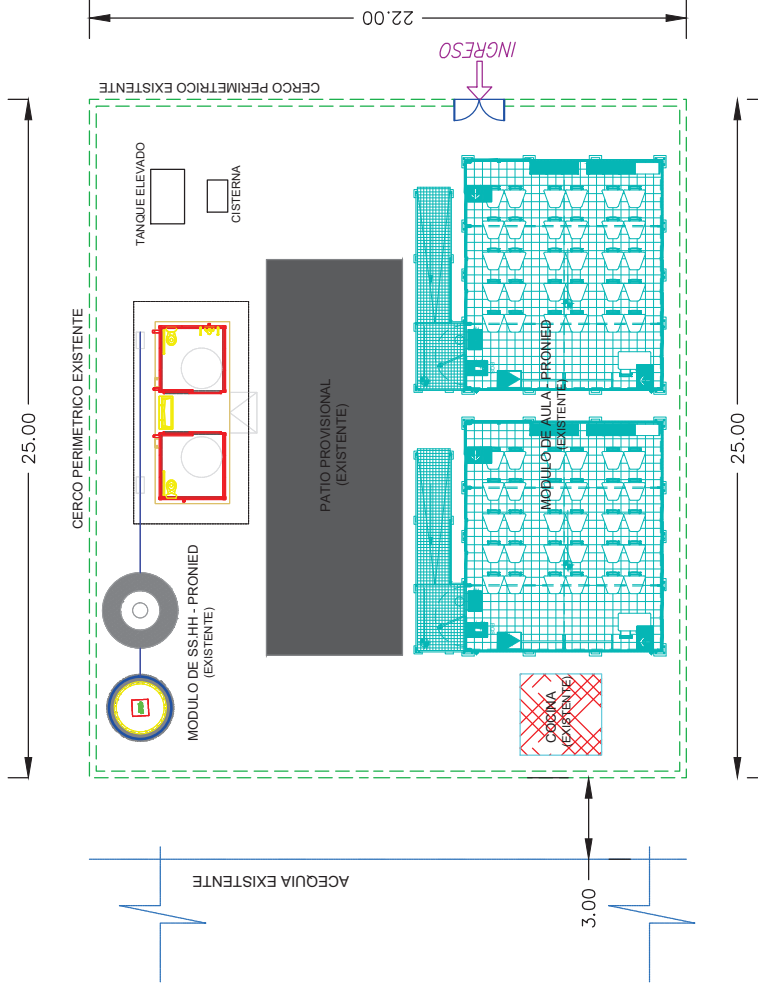 22.00
INGRESO
CERCO PERIMETRICO EXISTENTE
25.00
TANQUE ELEVADO
CISTERNA
CERCO PERIMETRICO EXISTENTE
PATIO PROVISIONAL
(EXISTENTE)
MODULO DE AULA - PRONIED
(EXISTENTE)
25.00
MODULO DE SS.HH - PRONIED
(EXISTENTE)
COCINA
(EXISTENTE)
ACEQUIA EXISTENTE
3.00